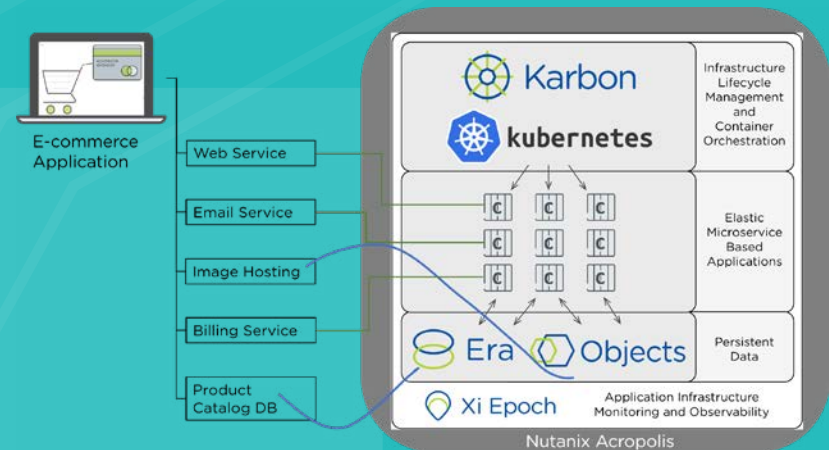 E-commerce
Application
Web Service
Email Service
Image Hosting
Billing Service
Product
Catalog DB
Karbon
kubernetes
Infrastructure
Lifecycle
Management
and
Container
Orchestration
C C C
C C C
C C C
Elastic
Microservice
Based
Applications
Era
Objects
Persistent
Data
Xi Epoch
Application Infrastructure
Monitoring and Observability
Nutanix Acropolis